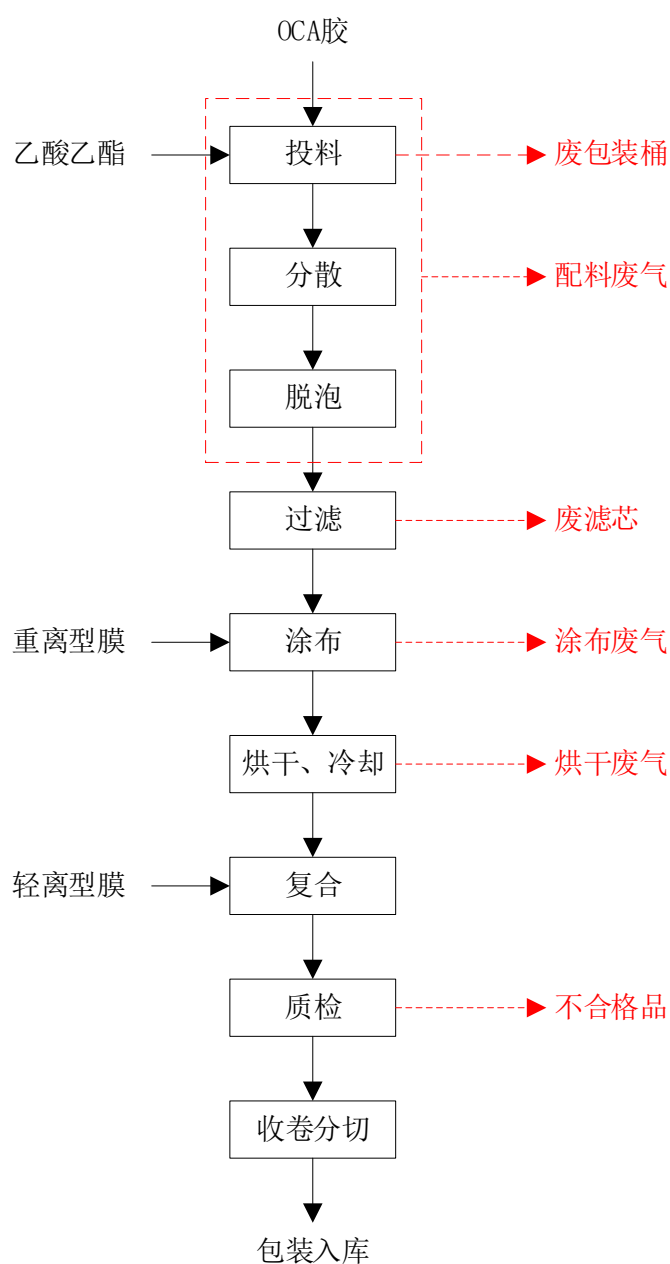 OCA胶
乙酸乙酯
投料
废包装桶
分散
配料废气
脱泡
过滤
废滤芯
重离型膜
涂布
涂布废气
烘干、冷却
烘干废气
轻离型膜
复合
质检
不合格品
收卷分切
包装入库